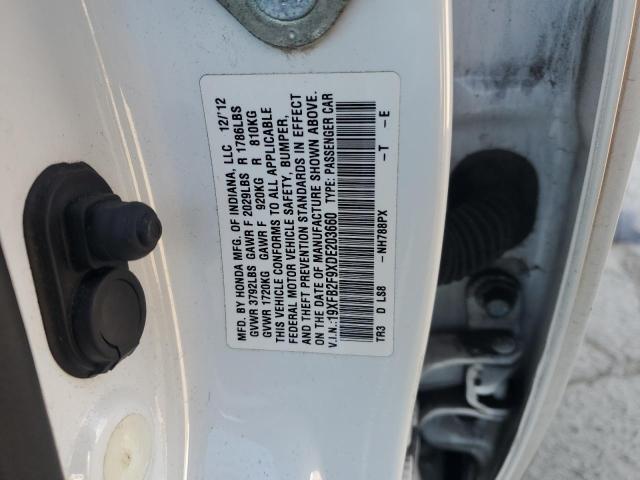 MFD. BY HONDA MFG. OF INDIANA, LLC 12/'12
GVWR 3792LBS GAWR F 2029LBS R 1786LBS
GVWR 1720KG GAWR F 920KG R 810KG
THIS VEHICLE CONFORMS TO ALL APPLICABLE
FEDERAL MOTOR VEHICLE SAFETY, BUMPER,
AND THEFT PREVENTION STANDARDS IN EFFECT
ON THE DATE OF MANUFACTURE SHOWN ABOVE.
V.I.N.:19XFB2F9XDE203660 TYPE: PASSENGER CAR
TR3 D LS8 -NH788PX -T -E